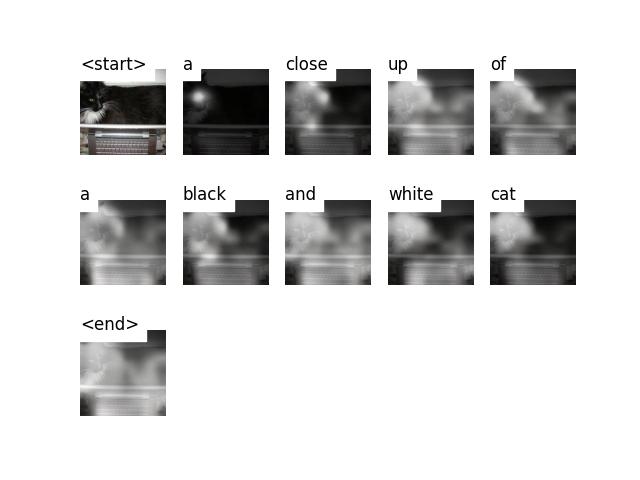 <start> a close up of
a black and white cat
<end>